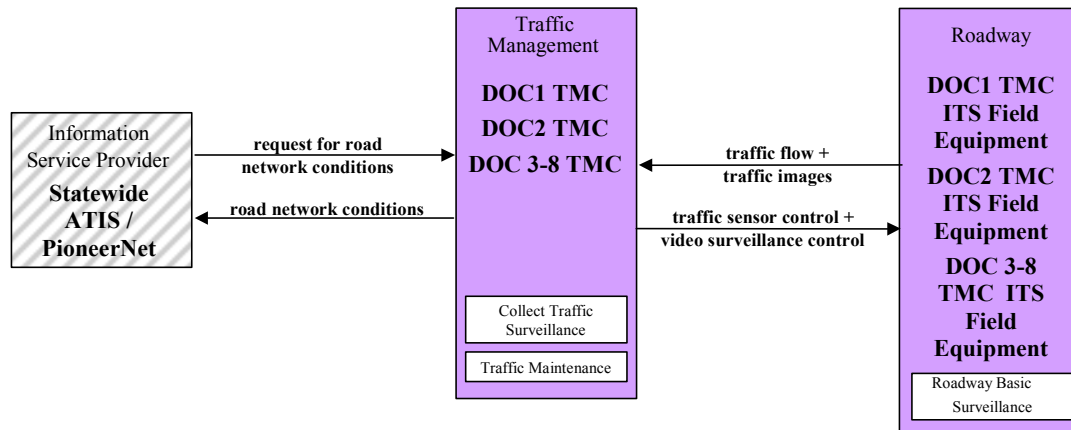 Information
Service Provider
Statewide
ATIS /
PioneerNet
request for road
network conditions
road network conditions
Traffic
Management
DOC1 TMC
DOC2 TMC
DOC 3-8 TMC
Collect Traffic
Surveillance
Traffic Maintenance
traffic flow +
traffic images
traffic sensor control +
video surveillance control
Roadway
DOC1 TMC
ITS Field
Equipment
DOC2 TMC
ITS Field
Equipment
DOC 3-8
TMC ITS
Field
Equipment
Roadway Basic
Surveillance